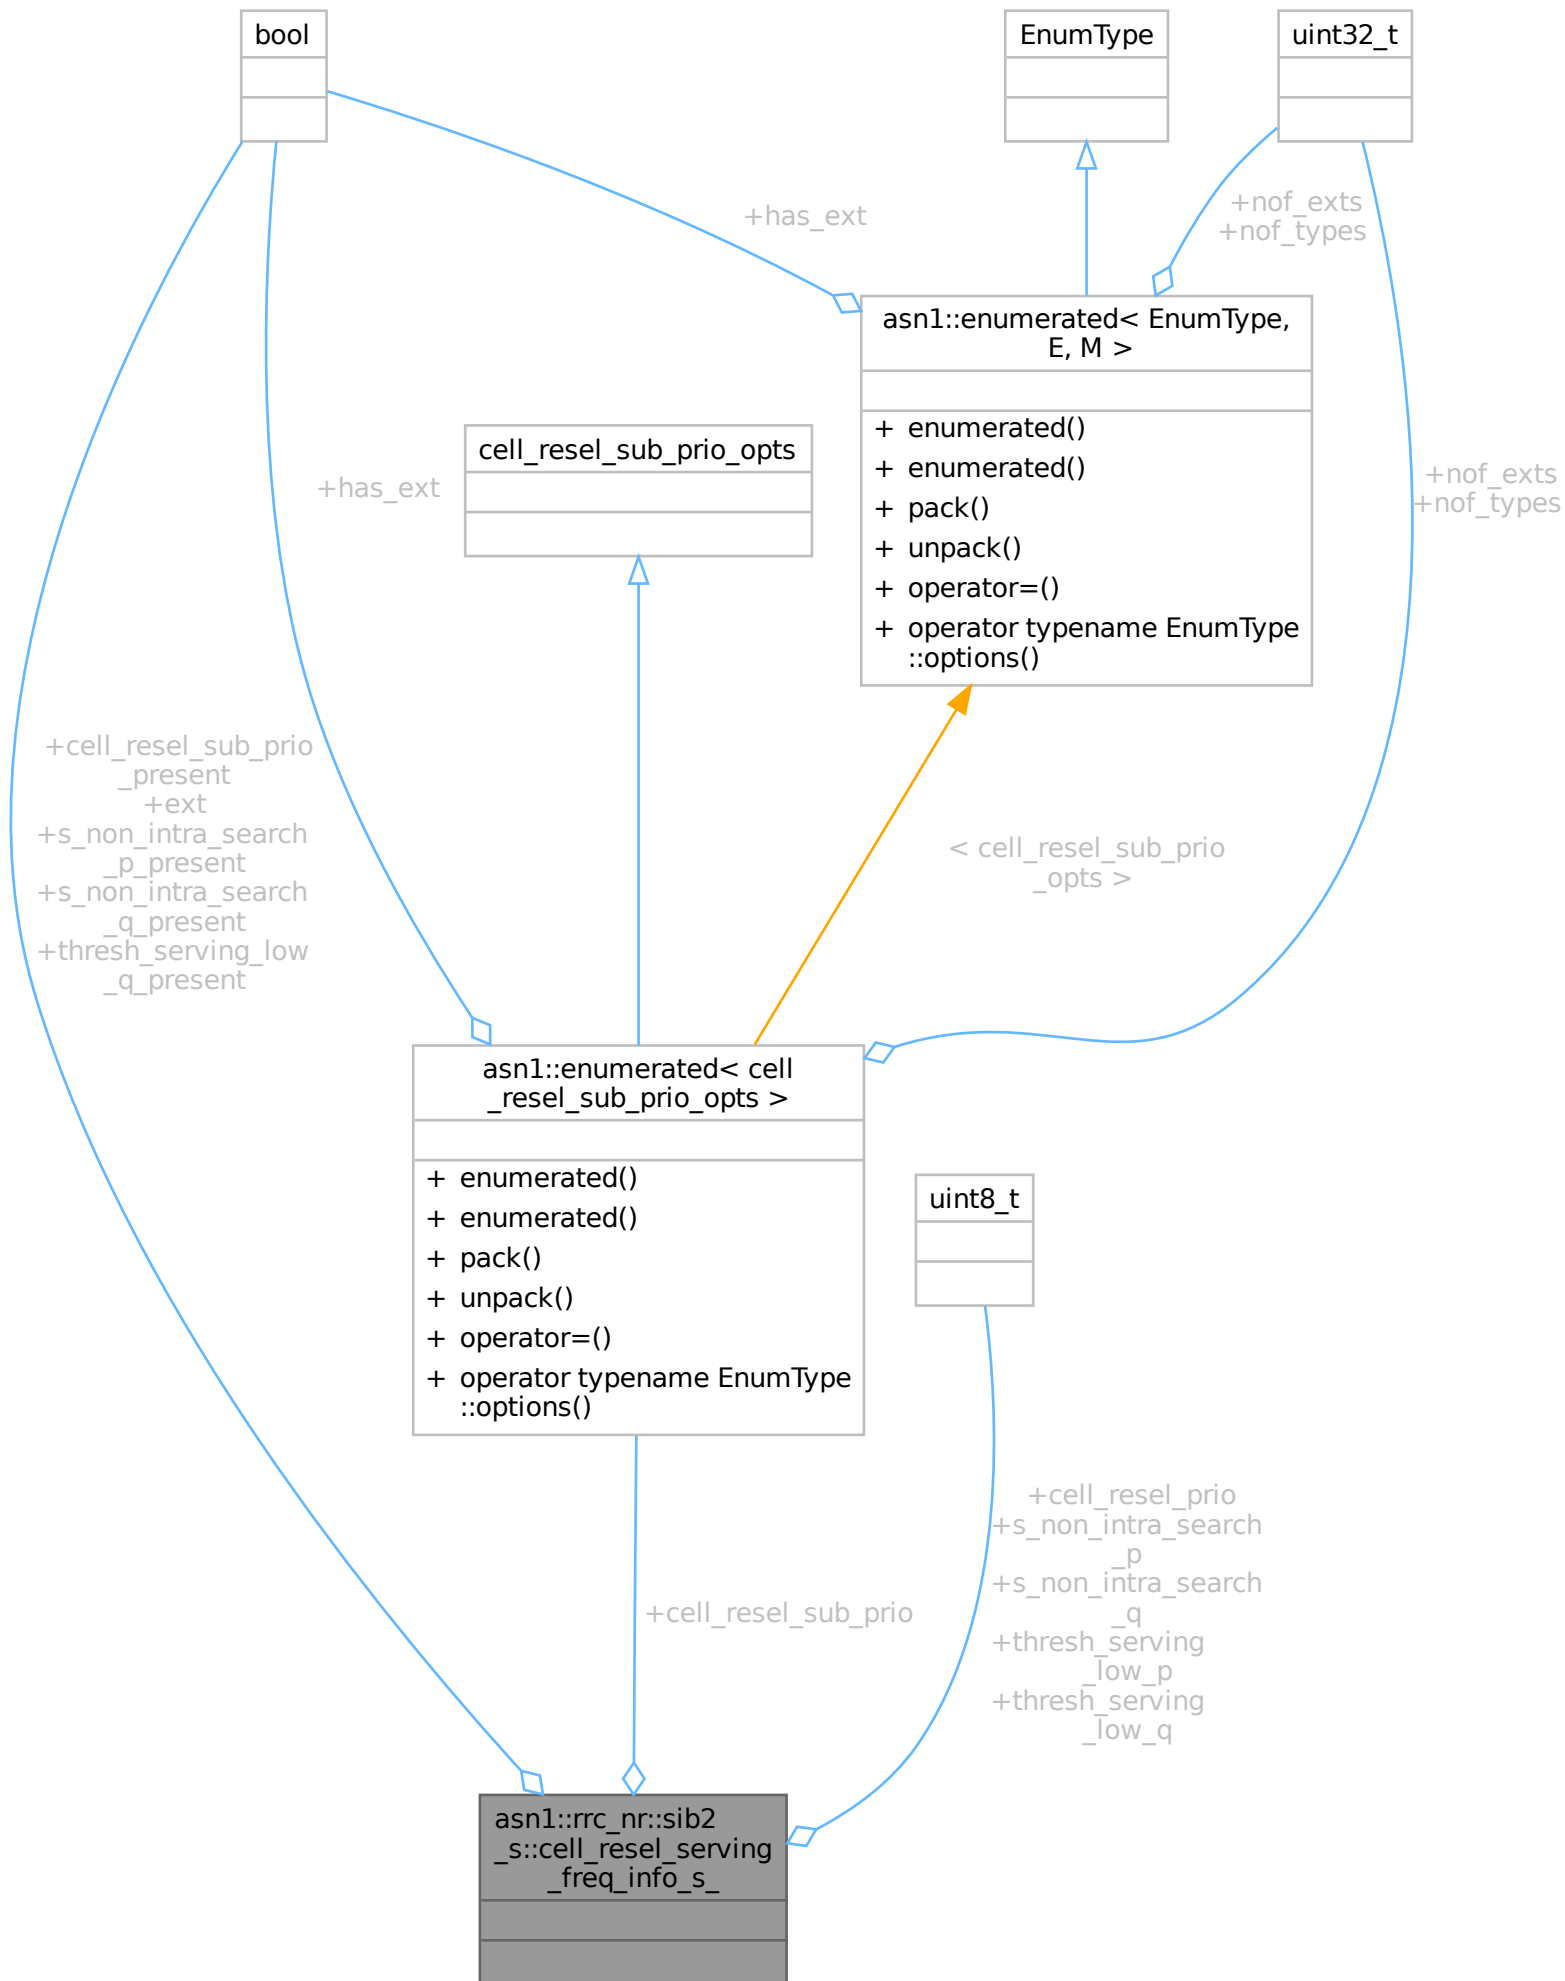 bool
EnumType
uint32_t
+has_ext
+nof_exts
+nof_types
asn1::enumerated< EnumType,
E, M >
+ enumerated()
+ enumerated()
+ pack()
+ unpack()
+ operator=()
+ operator typename EnumType
::options()
cell_resel_sub_prio_opts
+has_ext
+nof_exts
+nof_types
+cell_resel_sub_prio
_present
+ext
+s_non_intra_search
_p_present
+s_non_intra_search
_q_present
+thresh_serving_low
_q_present
< cell_resel_sub_prio
_opts >
asn1::enumerated< cell
_resel_sub_prio_opts >
+ enumerated()
+ enumerated()
+ pack()
+ unpack()
+ operator=()
+ operator typename EnumType
::options()
uint8_t
+cell_resel_sub_prio
+cell_resel_prio
+s_non_intra_search
_p
+s_non_intra_search
_q
+thresh_serving
_low_p
+thresh_serving
_low_q
asn1::rrc_nr::sib2
_s::cell_resel_serving
_freq_info_s_